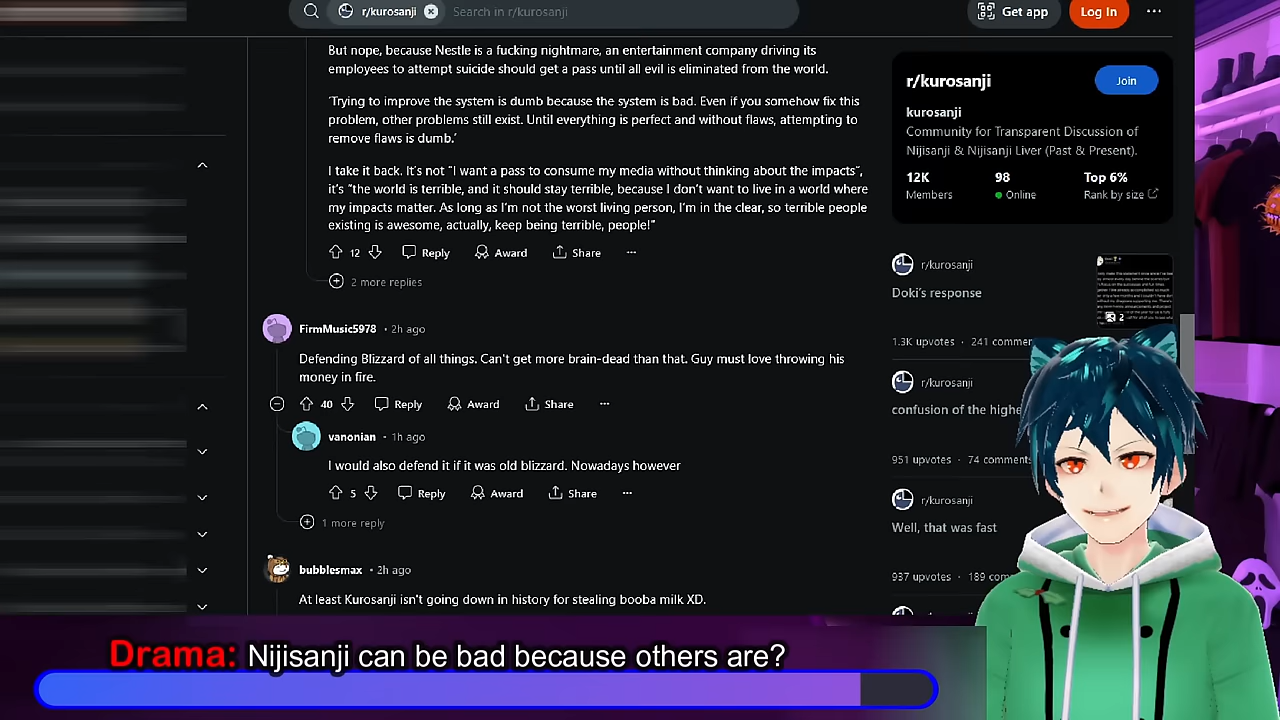 r/kurosanji
Search in r/kurosanji
Get app
Log In
But nope, because Nestle is a fucking nightmare, an entertainment company driving its
employees to attempt suicide should get a pass until all evil is eliminated from the world.
'Trying to improve the system is dumb because the system is bad. Even if you somehow fix this
problem, other problems still exist. Until everything is perfect and without flaws, attempting to
remove flaws is dumb.'
I take it back. It's not "I want a pass to consume my media without thinking about the impacts",
it's "the world is terrible, and it should stay terrible, because I don't want to live in a world where
my impacts matter. As long as I'm not the worst living person, I'm in the clear, so terrible people
existing is awesome, actually, keep being terrible, people!"
12 Reply Award Share
2 more replies
FirmMusic5978 • 2h ago
Defending Blizzard of all things. Can't get more brain-dead than that. Guy must love throwing his
money in fire.
40 Reply Award Share
vanonian • 1h ago
I would also defend it if it was old blizzard. Nowadays however
5 Reply Award Share
1 more reply
bubblesmax • 2h ago
At least Kurosanji isn't going down in history for stealing booba milk XD.
r/kurosanji
Join
kurosanji
Community for Transparent Discussion of
Nijisanji & Nijisanji Liver (Past & Present).
12K 98 Top 6%
Members Online Rank by size
r/kurosanji
Doki's response
2
1.3K upvotes · 241 commen
r/kurosanji
confusion of the highe
951 upvotes · 74 comments
r/kurosanji
Well, that was fast
937 upvotes · 189 com
Drama: Nijisanji can be bad because others are?